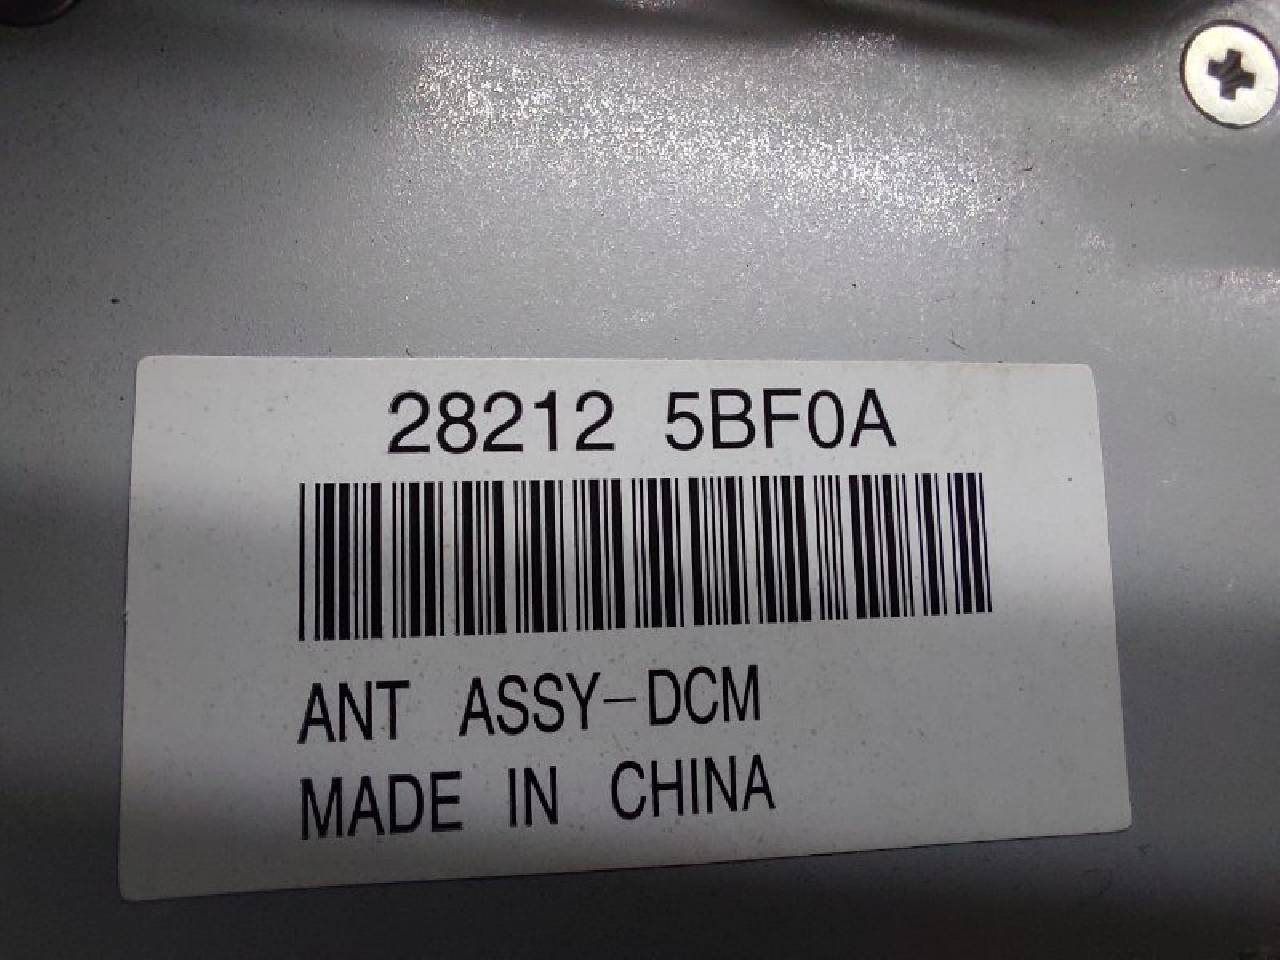 28212 5BF0A
ANT ASSY-DCM
MADE IN CHINA